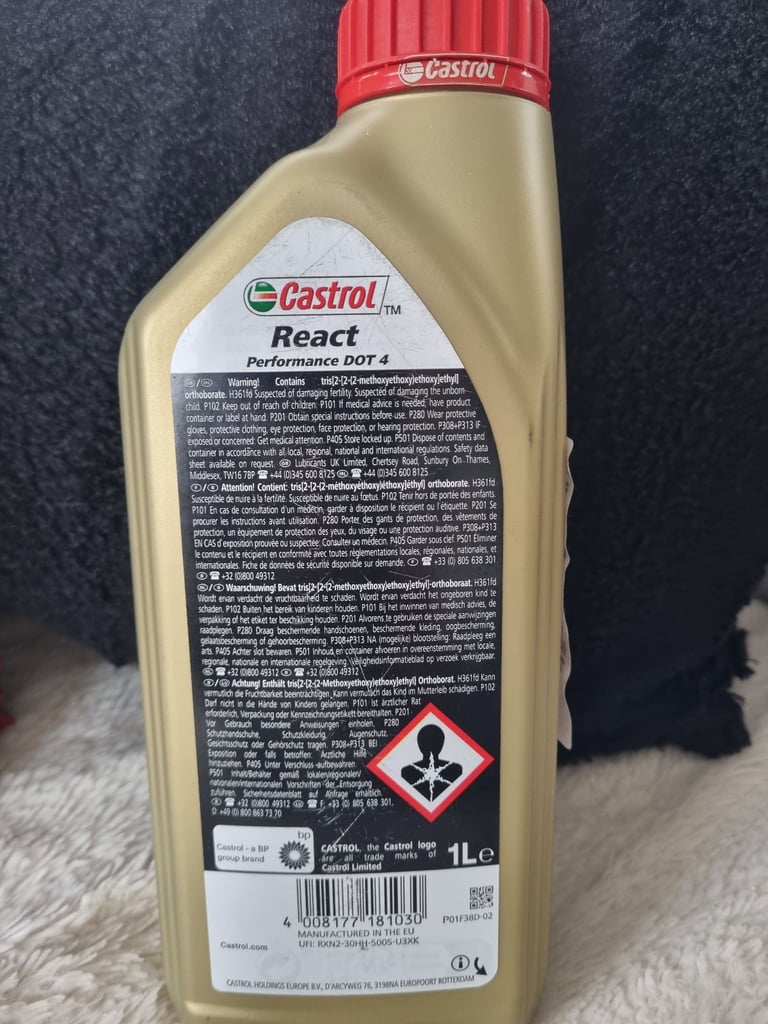 Castrol
Castrol TM
React
Performance DOT 4
Warning! Contains tris[2-[2-(2-methoxyethoxy)ethoxy]ethyl]
orthoborate. H361fd Suspected of damaging fertility. Suspected of damaging the unborn
child. P102 Keep out of reach of children. P101 If medical advice is needed, have product
container or label at hand. P201 Obtain special instructions before use. P280 Wear protective
gloves, protective clothing, eye protection, face protection, or hearing protection. P308+P313 IF
exposed or concerned: Get medical attention. P405 Store locked up. P501 Dispose of contents and
container in accordance with all local, regional, national and international regulations. Safety data
sheet available on request. Lubricants UK Limited, Chertsey Road, Sunbury On Thames,
Middlesex, TW16 7BP +44 (0)345 600 8125 +44 (0)345 600 8125
Attention! Contient: tris[2-[2-(2-méthoxyéthoxy)éthoxy]éthyl] orthoborate. H361fd
Susceptible de nuire à la fertilité. Susceptible de nuire au fœtus. P102 Tenir hors de portée des enfants.
P101 En cas de consultation d'un médecin, garder à disposition le récipient ou l'étiquette. P201 Se
procurer les instructions avant utilisation. P280 Porter des gants de protection, des vêtements de
protection, un équipement de protection des yeux, du visage ou une protection auditive. P308+P313
EN CAS d'exposition prouvée ou suspectée: Consulter un médecin. P405 Garder sous clef. P501 Éliminer
le contenu et le récipient en conformité avec toutes réglementations locales, régionales, nationales, et
internationales. Fiche de données de sécurité disponible sur demande. +33 (0) 805 638 301
+32 (0)800 49312
Waarschuwing! Bevat tris[2-[2-(2-methoxyethoxy)ethoxy]ethyl]-orthoboraat. H361fd
Wordt ervan verdacht de vruchtbaarheid te schaden. Wordt ervan verdacht het ongeboren kind te
schaden. P102 Buiten het bereik van kinderen houden. P101 Bij het inwinnen van medisch advies, de
verpakking of het etiket ter beschikking houden. P201 Alvorens te gebruiken de speciale aanwijzingen
raadplegen. P280 Draag beschermende handschoenen, beschermende kleding, oogbescherming,
gelaatsbescherming of gehoorbescherming. P308+P313 NA (mogelijke) blootstelling: Raadpleeg een
arts. P405 Achter slot bewaren. P501 Inhoud en container afvoeren in overeenstemming met locale,
regionale, nationale en internationale regelgeving. Veiligheidsinformatieblad op verzoek verkrijgbaar.
+32 (0)800 49312 +32 (0)800 49312
Achtung! Enthält tris[2-[2-(2-Methoxyethoxy)ethoxy]ethyl) Orthoborat. H361fd Kann
vermutlich die Fruchtbarkeit beeinträchtigen. Kann vermutlich das Kind im Mutterleib schädigen. P102
Darf nicht in die Hände von Kindern gelangen. P101 Ist ärztlicher Rat
erforderlich, Verpackung oder Kennzeichnungsetikett bereithalten. P201
Vor Gebrauch besondere Anweisungen einholen. P280
Schutzhandschuhe, Schutzkleidung, Augenschutz,
Gesichtsschutz oder Gehörschutz tragen. P308+P313 BEI
Exposition oder falls betroffen: Ärztliche Hilfe
hinzuziehen. P405 Unter Verschluss aufbewahren.
P501 Inhalt/Behälter gemäß lokalen/regionalen/
nationalen/internationalen Vorschriften der Entsorgung
zuführen. Sicherheitsdatenblatt auf Anfrage erhältlich.
+32 (0)800 49312 F: +33 (0) 805 638 301,
D: +49 (0) 800 863 73 70
bp
Castrol - a BP
group brand
CASTROL, the Castrol logo
are all trade marks of
Castrol Limited
1L e
4 008177 181030
P01F38D-02
MANUFACTURED IN THE EU
UFI: RXN2-30HH-5005-U3XK
Castrol.com
CASTROL HOLDINGS EUROPE B.V., D'ARCYWEG 76, 3198NA EUROPOORT ROTTERDAM